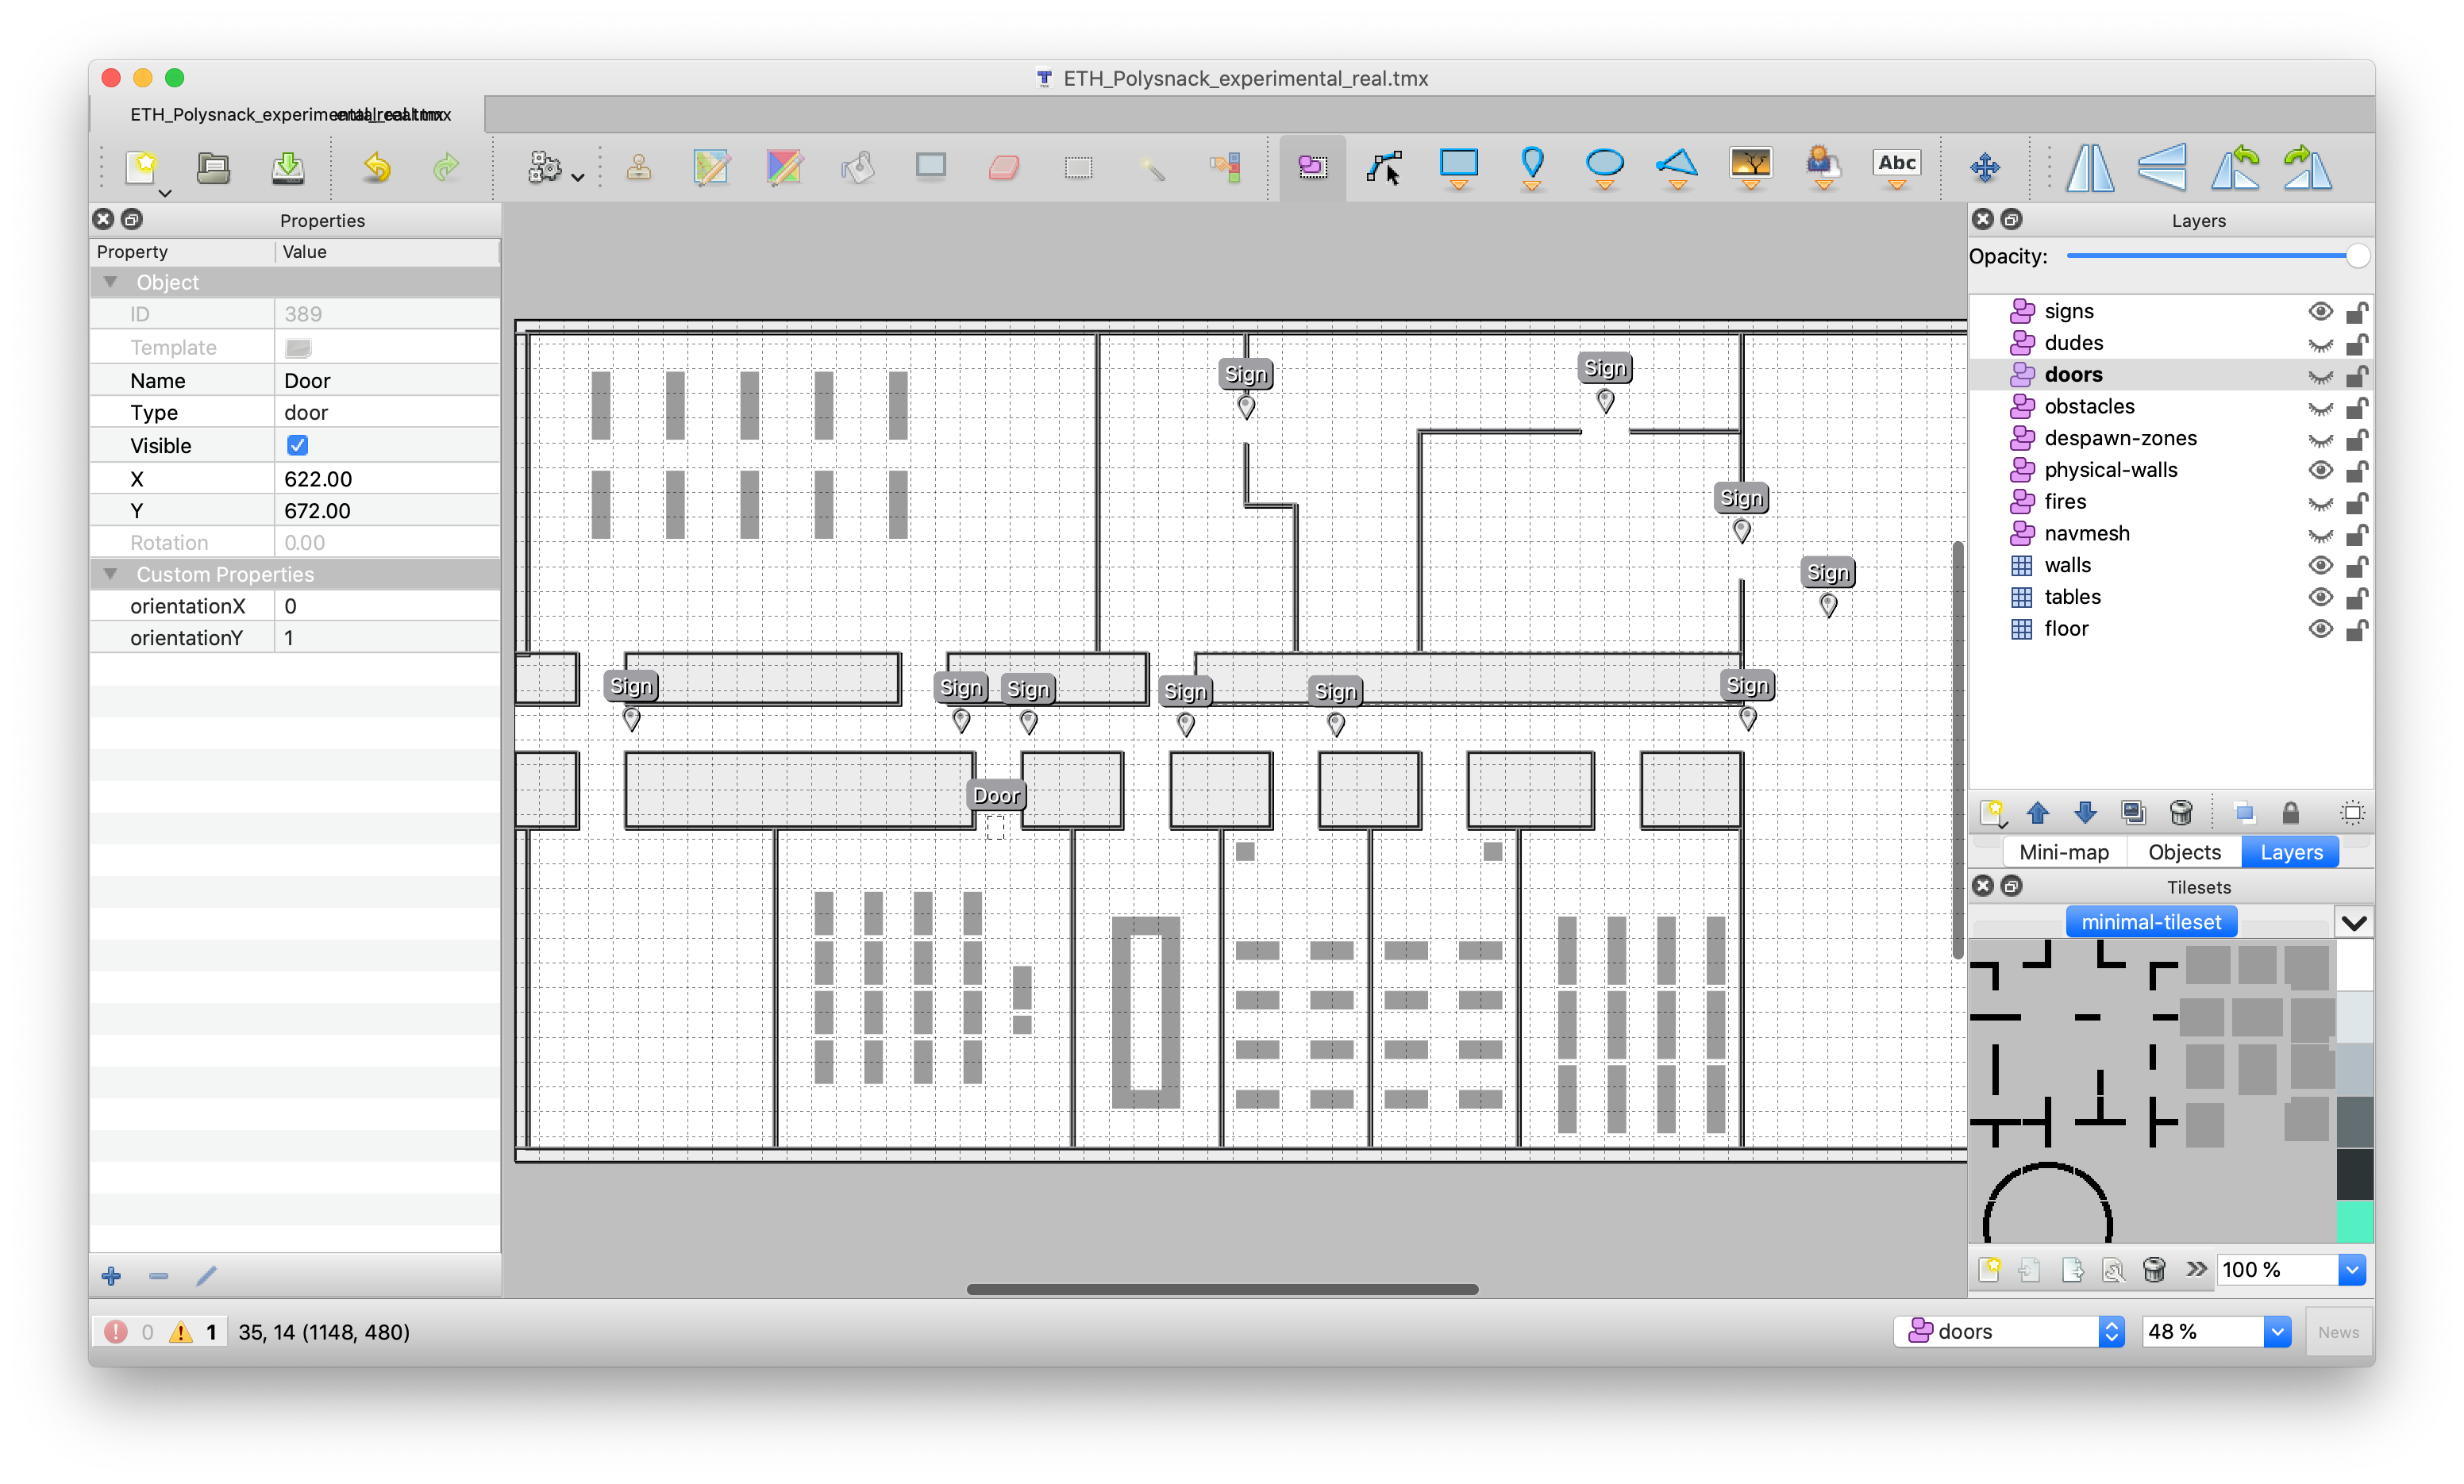 ETH_Polysnack_experimental_real.tmx
ETH_Polysnack_experime
Abc
Properties
Property Value
Object
ID 389
Template
Name Door
Type door
Visible
X 622.00
Y 672.00
Rotation 0.00
Custom Properties
orientationX 0
orientationY 1
Sign
Sign
Sign
Sign
Sign
Sign
Sign
Sign
Sign
Sign
Door
Layers
Opacity:
signs
dudes
doors
obstacles
despawn-zones
physical-walls
fires
navmesh
walls
tables
floor
Mini-map Objects Layers
Tilesets
minimal-tileset
100 %
0 1 35, 14 (1148, 480)
doors 48 % News